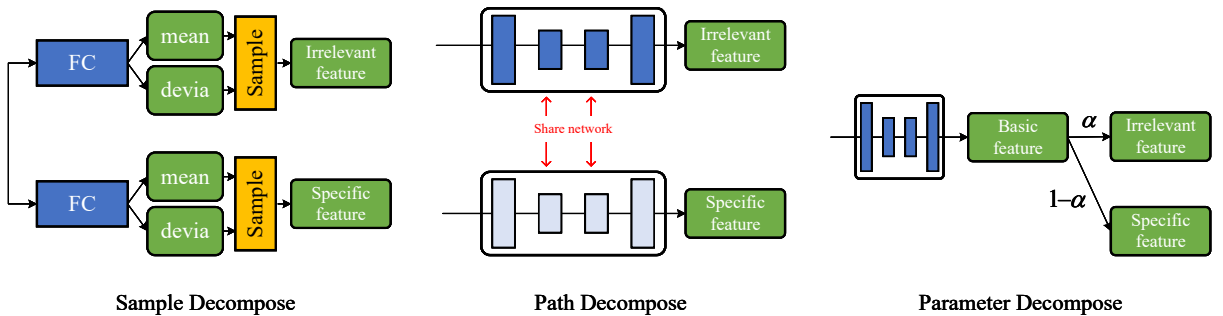 FC
mean
devia
Sample
Irrelevant
feature
FC
mean
devia
Sample
Specific
feature
Sample Decompose
Irrelevant
feature
Share network
Specific
feature
Path Decompose
Basic
feature
α
1−α
Irrelevant
feature
Specific
feature
Parameter Decompose